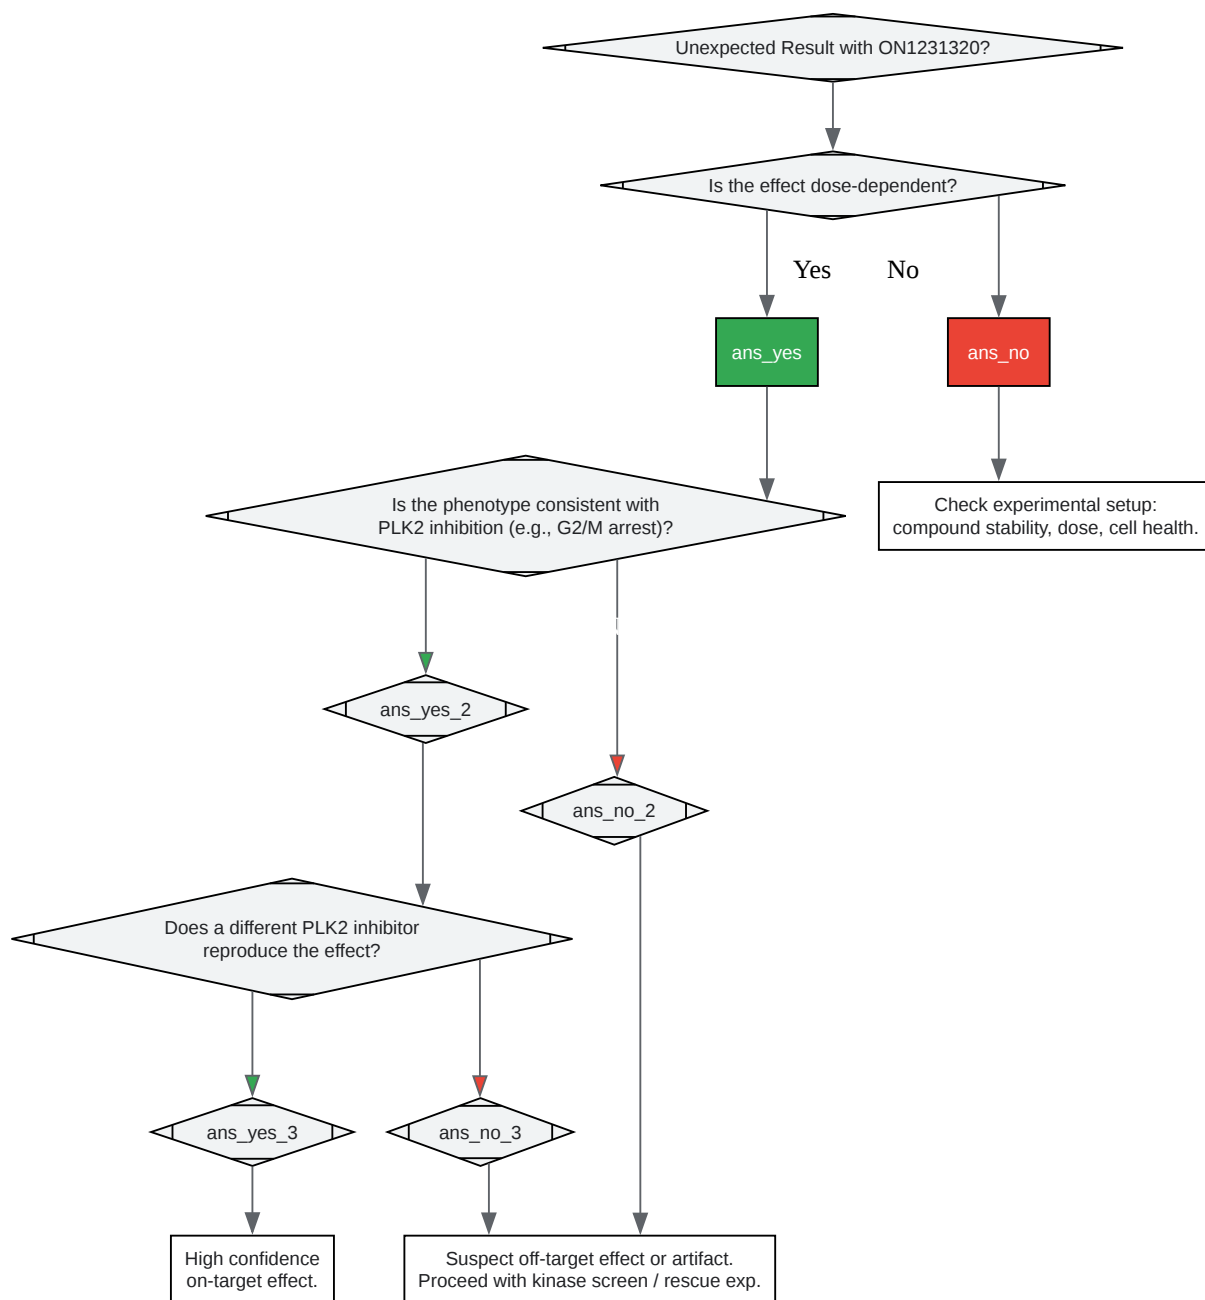 Unexpected Result with ON1231320?
Is the effect dose-dependent?
Yes
No
ans_yes
ans_no
Is the phenotype consistent with
PLK2 inhibition (e.g., G2/M arrest)?
Check experimental setup:
compound stability, dose, cell health.
ans_yes_2
ans_no_2
Does a different PLK2 inhibitor
reproduce the effect?
ans_yes_3
ans_no_3
High confidence
on-target effect.
Suspect off-target effect or artifact.
Proceed with kinase screen / rescue exp.